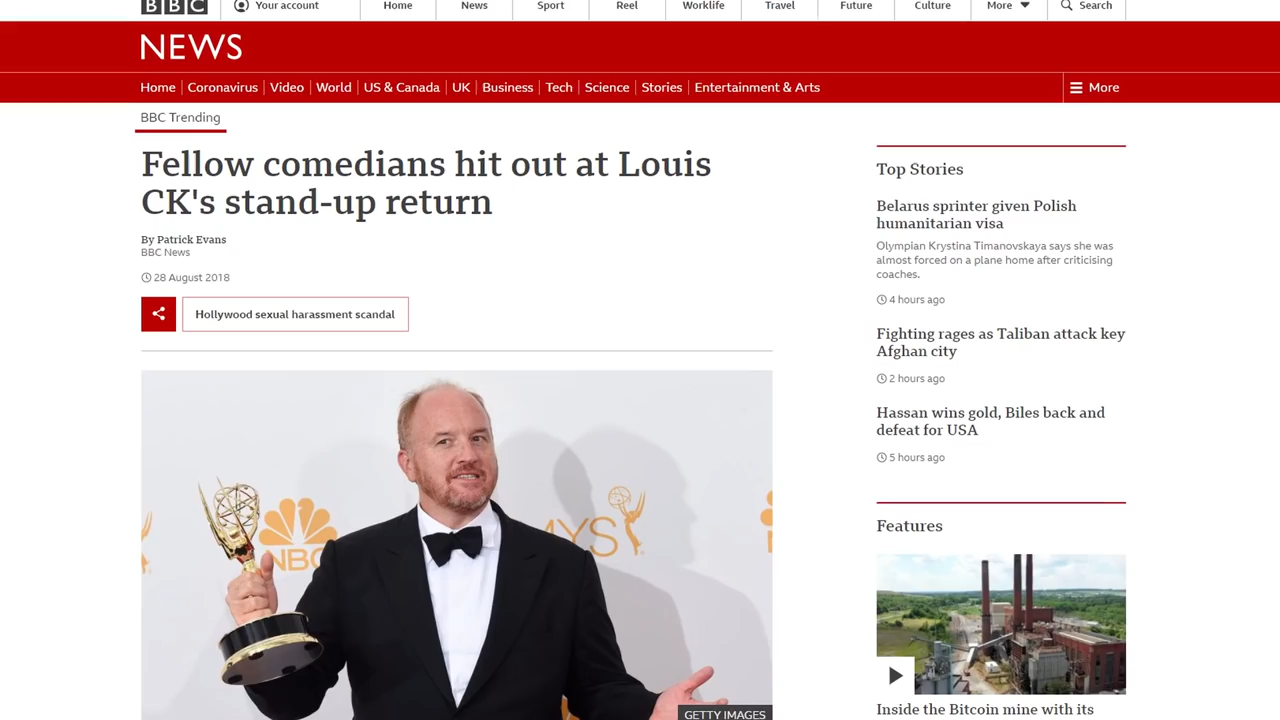 BBC
Your account
Home
News
Sport
Reel
Worklife
Travel
Future
Culture
More
Search
NEWS
Home
Coronavirus
Video
World
US & Canada
UK
Business
Tech
Science
Stories
Entertainment & Arts
More
BBC Trending
Fellow comedians hit out at Louis
CK's stand-up return
By Patrick Evans
BBC News
28 August 2018
Hollywood sexual harassment scandal
NBC
MYS
GETTY IMAGES
Top Stories
Belarus sprinter given Polish
humanitarian visa
Olympian Krystina Timanovskaya says she was
almost forced on a plane home after criticising
coaches.
4 hours ago
Fighting rages as Taliban attack key
Afghan city
2 hours ago
Hassan wins gold, Biles back and
defeat for USA
5 hours ago
Features
Inside the Bitcoin mine with its